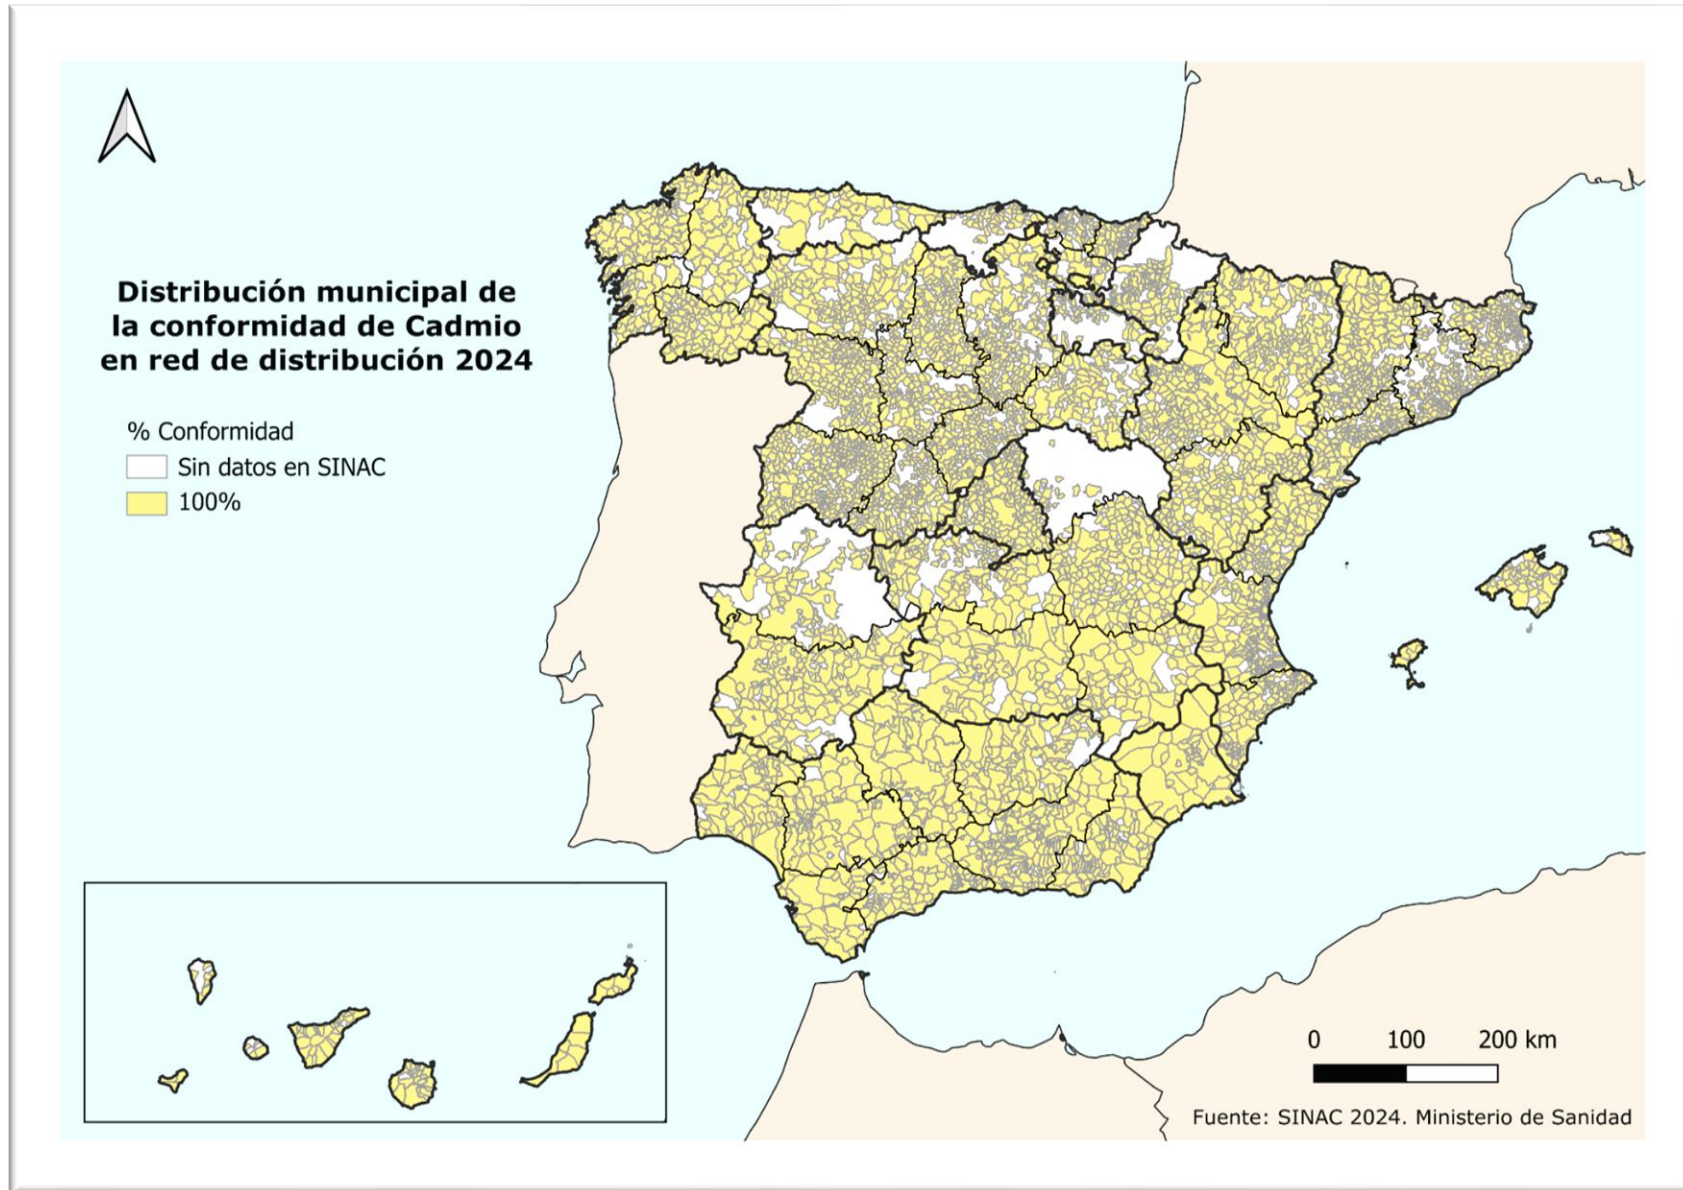 Distribución municipal de
la conformidad de Cadmio
en red de distribución 2024
% Conformidad
Sin datos en SINAC
100%
0 100 200 km
Fuente: SINAC 2024. Ministerio de Sanidad